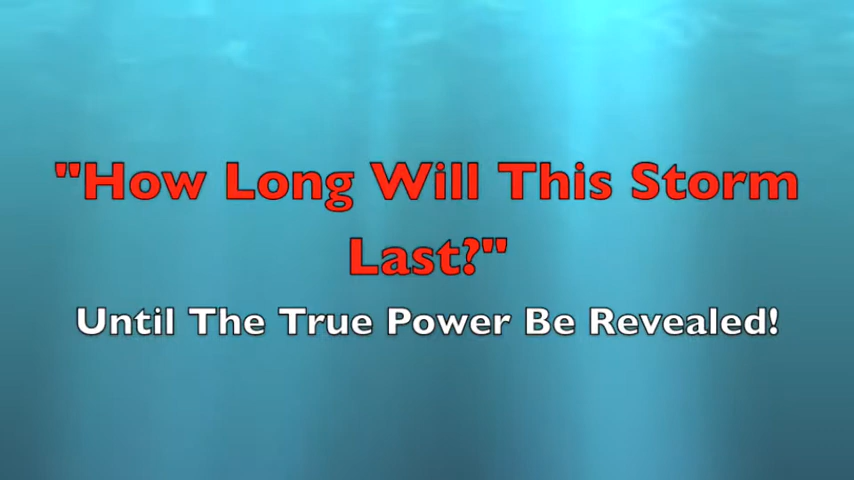 "How Long Will This Storm
Last?"
Until The True Power Be Revealed!